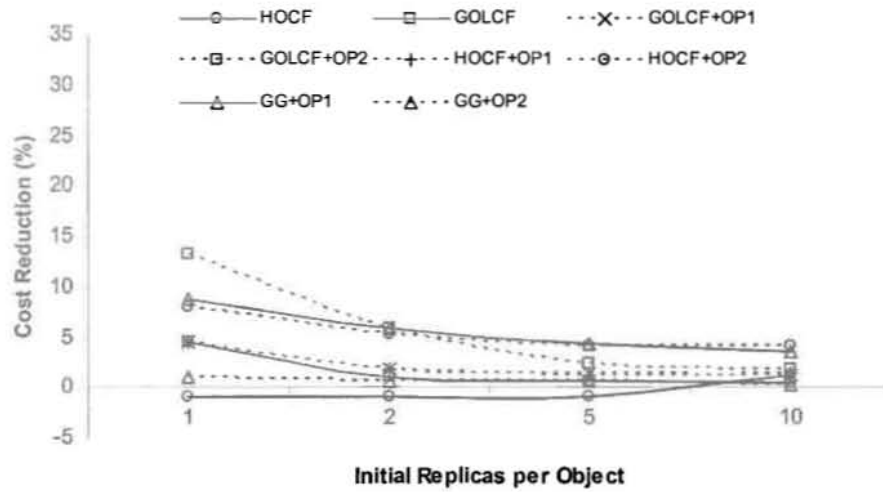 HOCF GOLCF GOLCF+OP1
GOLCF+OP2 HOCF+OP1 HOCF+OP2
GG+OP1 GG+OP2
35
30
25
20
15
10
5
0
-5
Cost Reduction (%)
1 2 5 10
Initial Replicas per Object